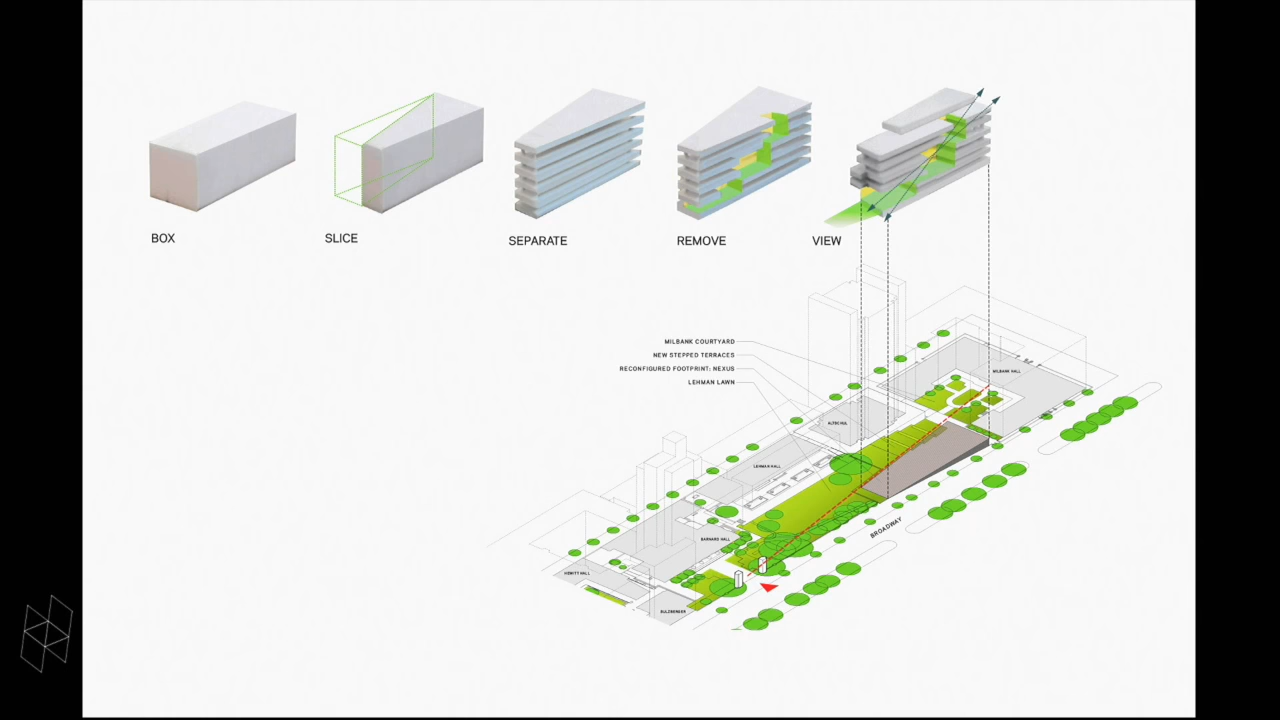 BOX
SLICE
SEPARATE
REMOVE
VIEW
MILBANK COURTYARD
NEW STEPPED TERRACES
RECONFIGURED FOOTPRINT: NEXUS
LEHMAN LAWN
MILBANK HALL
ALTSCHUL
LEHMAN HALL
BROADWAY
BARNARD HALL
HEWITT HALL
SULZBERGER